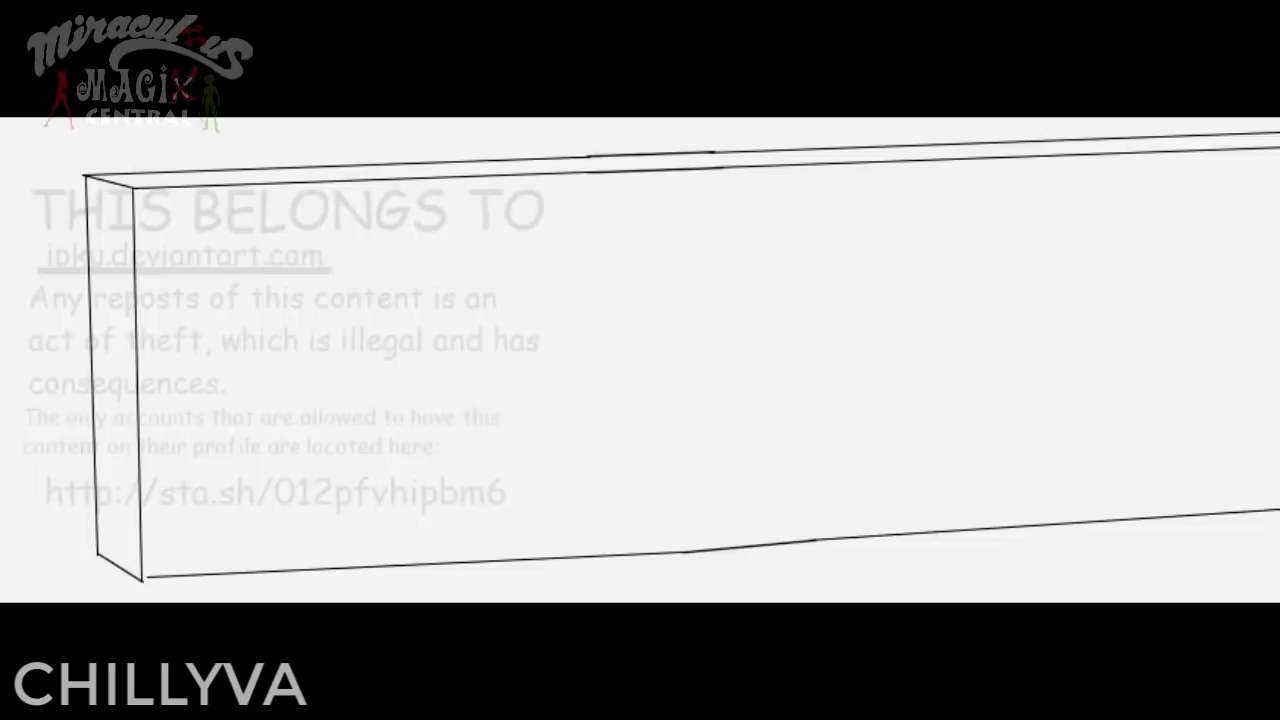 Miraculous
MAGIX
CENTRAL
THIS BELONGS TO
ipku.deviantart.com
Any reposts of this content is an
act of theft, which is illegal and has
consequences.
The only accounts that are allowed to have this
content on their profile are located here:
http://sta.sh/012pfvhipbm6
CHILLYVA